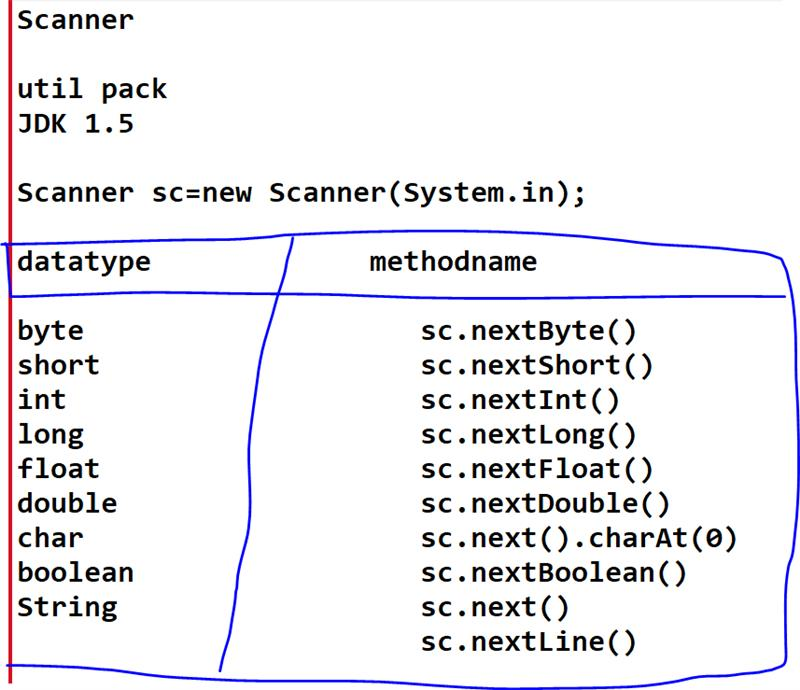 Scanner
util pack
JDK 1.5
Scanner sc=new Scanner(System.in);
datatype methodname
byte sc.nextByte()
short sc.nextShort()
int sc.nextInt()
long sc.nextLong()
float sc.nextFloat()
double sc.nextDouble()
char sc.next().charAt(0)
boolean sc.nextBoolean()
String sc.next()
sc.nextLine()